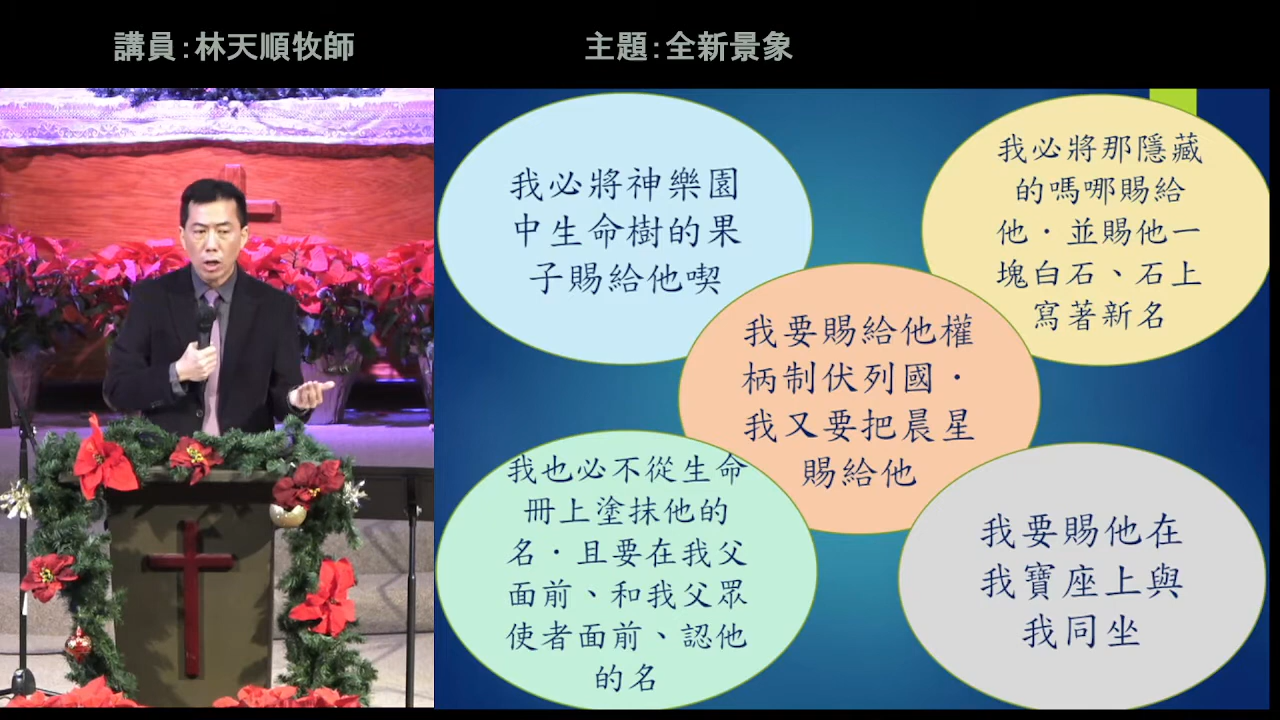 講員:林天順牧師
主題:全新景象
我必將神樂園
中生命樹的果
子賜給他喫
我必將那隱藏
的嗎哪賜給
他．並賜他一
塊白石、石上
寫著新名
我要賜給他權
柄制伏列國．
我又要把晨星
賜給他
我也必不從生命
冊上塗抹他的
名．且要在我父
面前、和我父眾
使者面前、認他
的名
我要賜他在
我寶座上與
我同坐